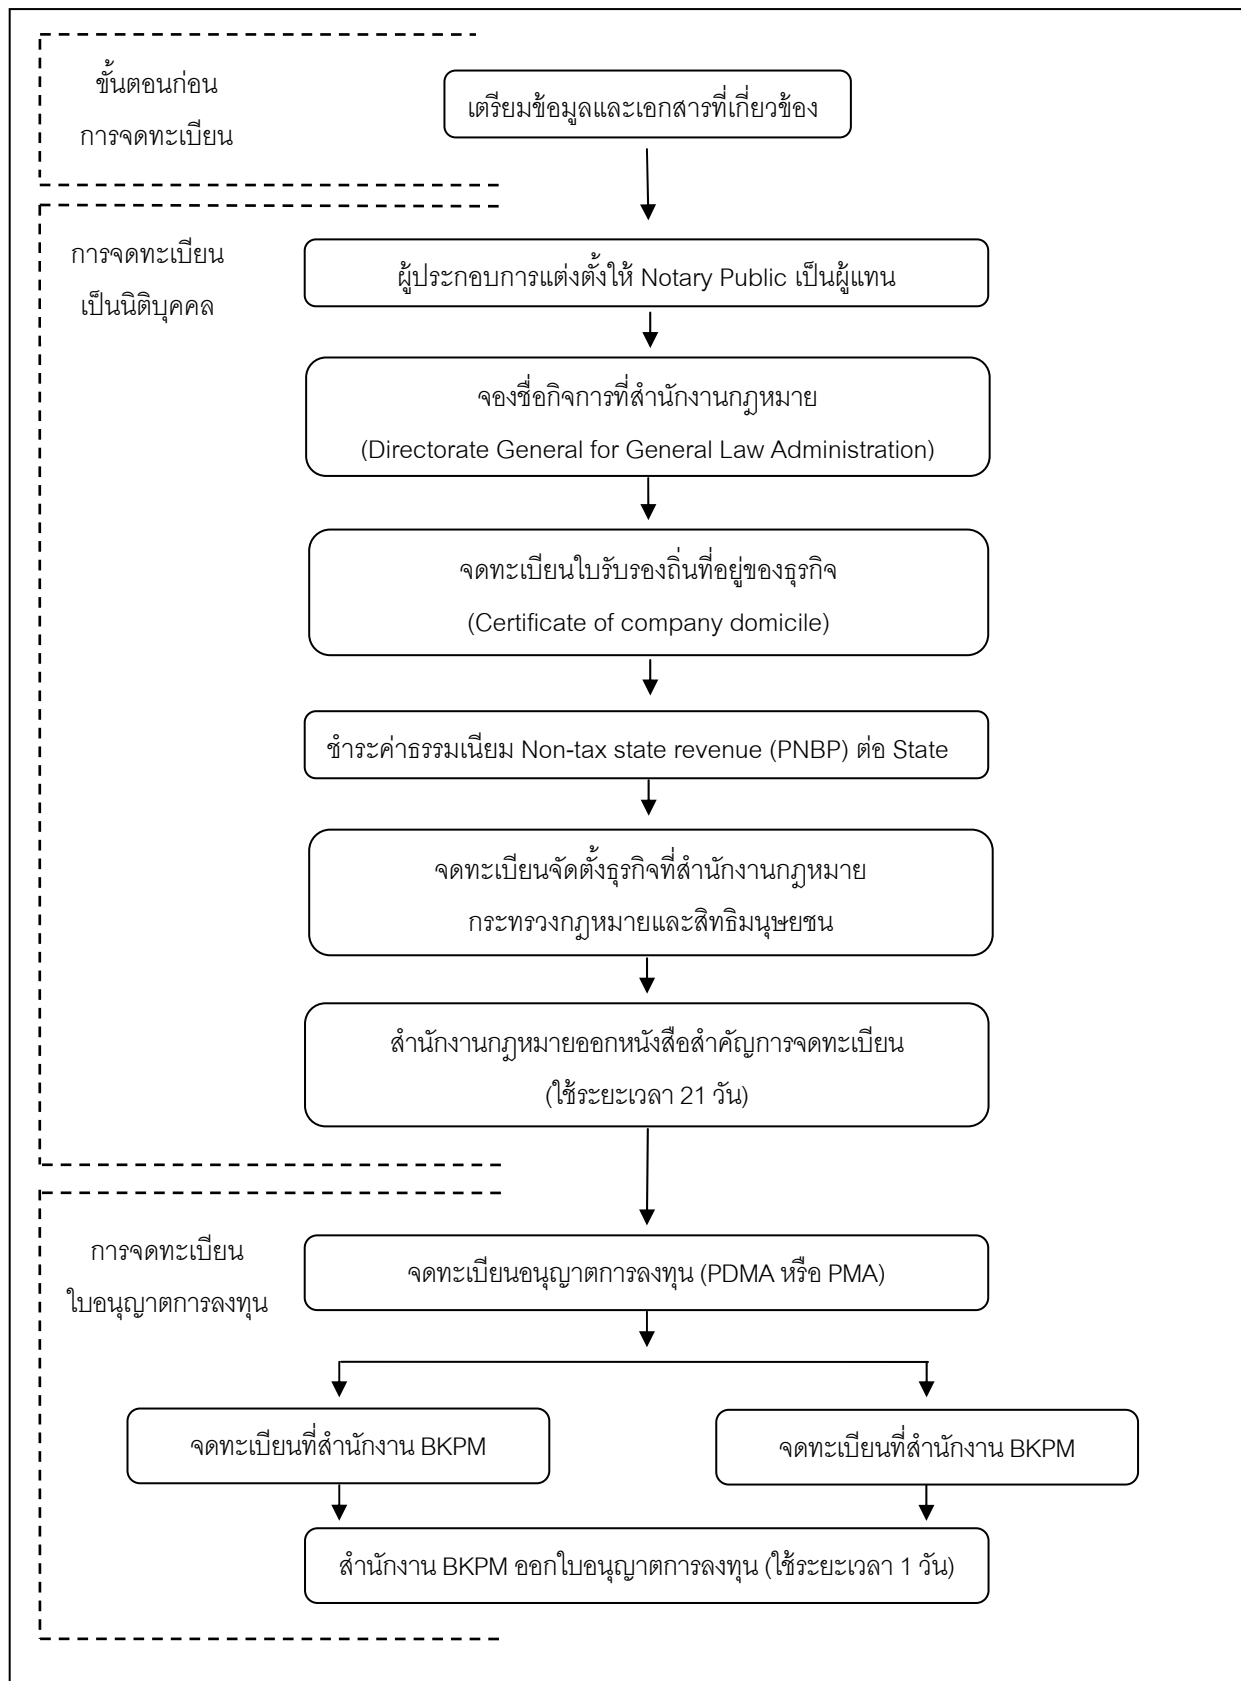 ขั้นตอนก่อน
การจดทะเบียน
เตรียมข้อมูลและเอกสารที่เกี่ยวข้อง
การจดทะเบียน
เป็นนิติบุคคล
ผู้ประกอบการแต่งตั้งให้ Notary Public เป็นผู้แทน
จองชื่อกิจการที่สำนักงานกฎหมาย
(Directorate General for General Law Administration)
จดทะเบียนใบรับรองถิ่นที่อยู่ของธุรกิจ
(Certificate of company domicile)
ชำระค่าธรรมเนียม Non-tax state revenue (PNBP) ต่อ State
จดทะเบียนจัดตั้งธุรกิจที่สำนักงานกฎหมาย
กระทรวงกฎหมายและสิทธิมนุษยชน
สำนักงานกฎหมายออกหนังสือสำคัญการจดทะเบียน
(ใช้ระยะเวลา 21 วัน)
การจดทะเบียน
ใบอนุญาตการลงทุน
จดทะเบียนอนุญาตการลงทุน (PDMA หรือ PMA)
จดทะเบียนที่สำนักงาน BKPM
จดทะเบียนที่สำนักงาน BKPM
สำนักงาน BKPM ออกใบอนุญาตการลงทุน (ใช้ระยะเวลา 1 วัน)